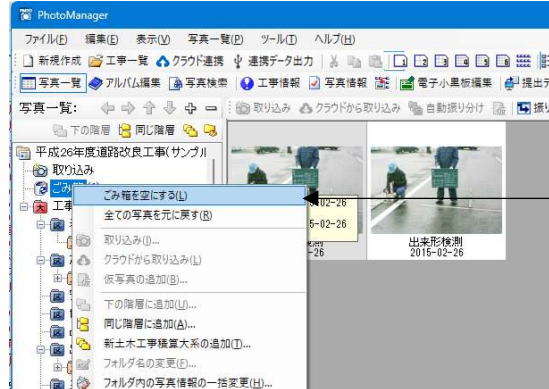 PhotoManager
ファイル(F) 編集(E) 表示(V) 写真一覧(P) ツール(T) ヘルプ(H)
新規作成 工事一覧 クラウド連携 連携データ出力
写真一覧 アルバム編集 写真検索 工事情報 写真情報 電子小黒板編集
写真一覧: 取り込み クラウドから取り込み 自動振り分け
下の階層 同じ階層
平成26年度道路改良工事(サンプル
取り込み
ごみ箱
ごみ箱を空にする(L)
全ての写真を元に戻す(R)
取り込み(I)...
クラウドから取り込み(L)
仮写真の追加(B)...
下の階層に追加(U)...
同じ階層に追加(A)...
新土木工事積算大系の追加(T)...
フォルダ名の変更(F)...
フォルダ内の写真情報の一括変更(H)...
5-02-26
出来形検測
2015-02-26